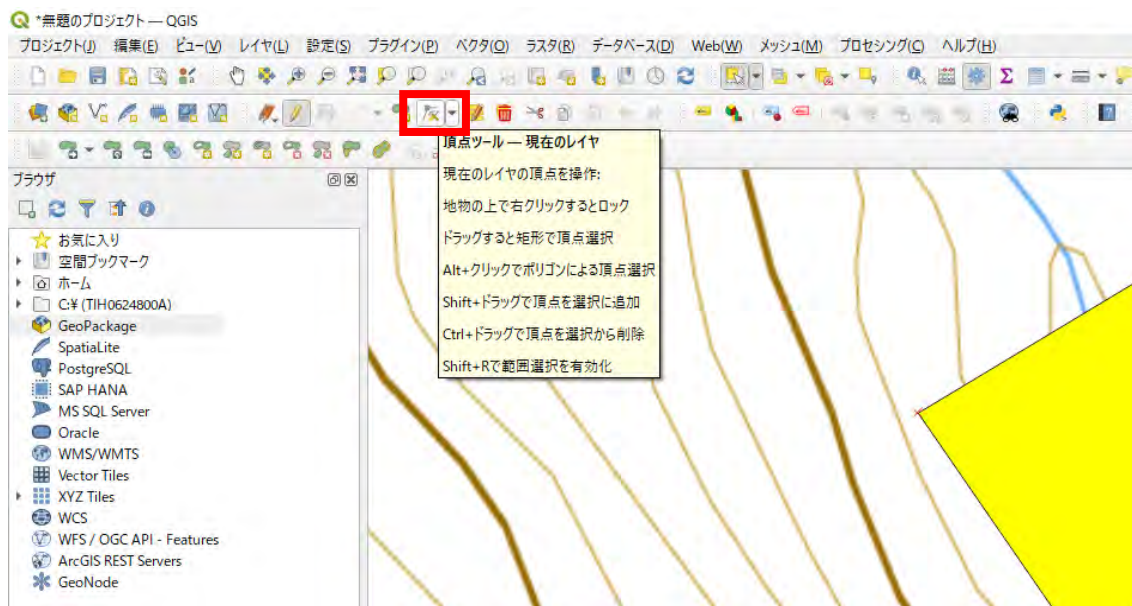 *無題のプロジェクト — QGIS
プロジェクト(J) 編集(E) ビュー(V) レイヤ(L) 設定(S) プラグイン(P) ベクタ(O) ラスタ(R) データベース(D) Web(W) メッシュ(M) プロセシング(C) ヘルプ(H)
頂点ツール — 現在のレイヤ
現在のレイヤの頂点を操作:
地物の上で右クリックするとロック
ドラッグすると矩形で頂点選択
Alt+クリックでポリゴンによる頂点選択
Shift+ドラッグで頂点を選択に追加
Ctrl+ドラッグで頂点を選択から削除
Shift+Rで範囲選択を有効化
ブラウザ
お気に入り
空間ブックマーク
ホーム
C:¥ (TIH0624800A)
GeoPackage
SpatiaLite
PostgreSQL
SAP HANA
MS SQL Server
Oracle
WMS/WMTS
Vector Tiles
XYZ Tiles
WCS
WFS / OGC API - Features
ArcGIS REST Servers
GeoNode